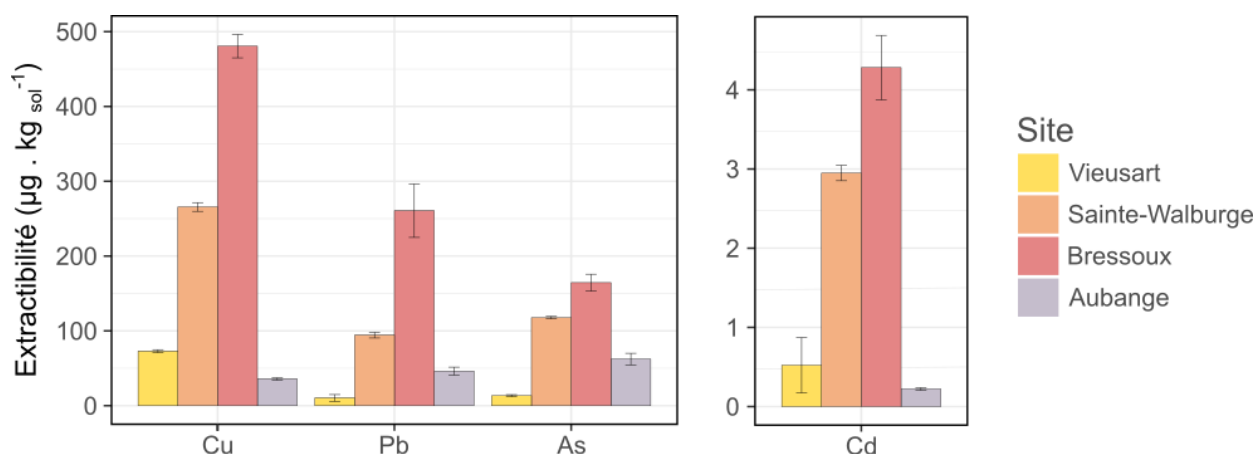 Extractibilité (µg . kg sol⁻¹)
500
400
300
200
100
0
Cu Pb As
4
3
2
1
0
Cd
Site
Vieusart
Sainte-Walburge
Bressoux
Aubange